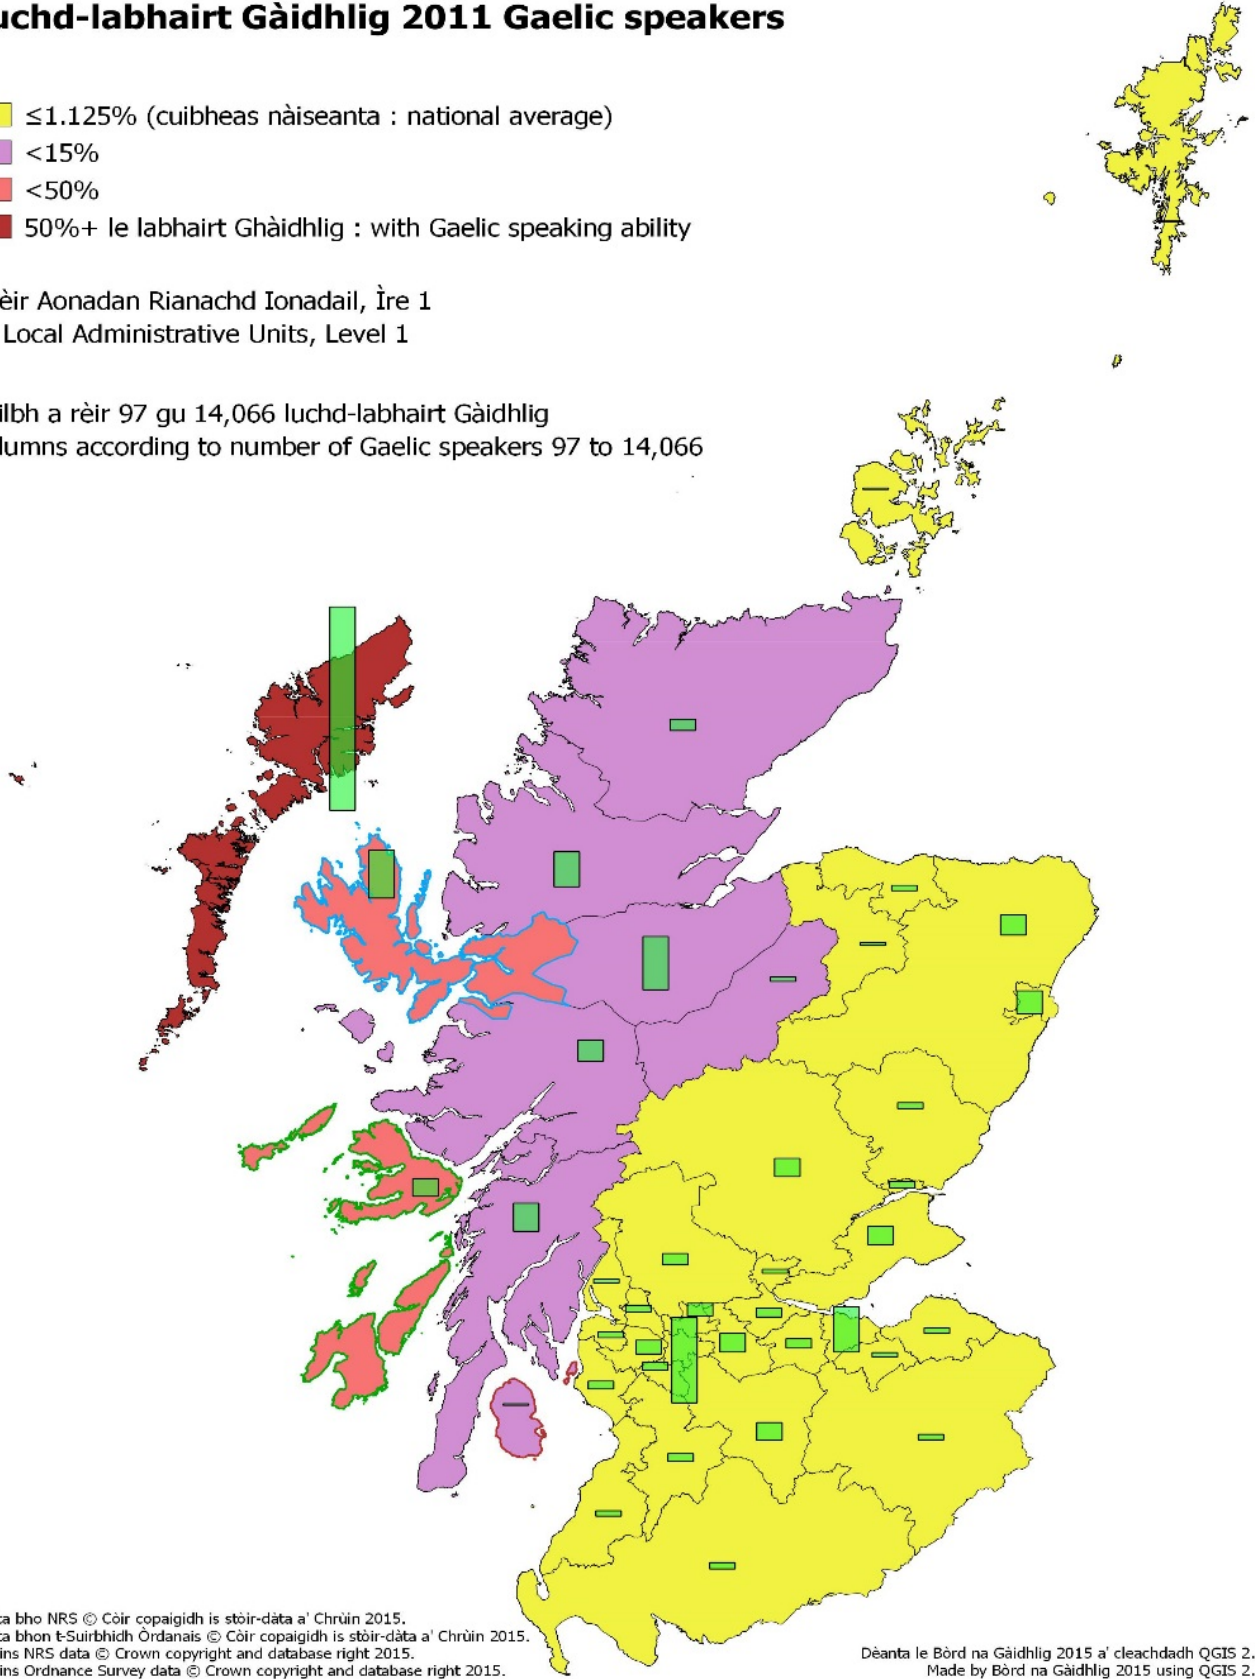 uchd-labhairt Gàidhlig 2011 Gaelic speakers
≤1.125% (cuibheas nàiseanta : national average)
<15%
<50%
50%+ le labhairt Ghàidhlig : with Gaelic speaking ability
èir Aonadan Rianachd Ionadail, Ìre 1
Local Administrative Units, Level 1
ilbh a rèir 97 gu 14,066 luchd-labhairt Gàidhlig
lumns according to number of Gaelic speakers 97 to 14,066
ta bho NRS © Còir copaigidh is stòir-dàta a' Chrùin 2015.
ta bhon t-Suirbhidh Òrdanais © Còir copaigidh is stòir-dàta a' Chrùin 2015.
ins NRS data © Crown copyright and database right 2015.
ins Ordnance Survey data © Crown copyright and database right 2015.
Dèanta le Bòrd na Gàidhlig 2015 a' cleachdadh QGIS 2.
Made by Bòrd na Gàidhlig 2015 using QGIS 2.